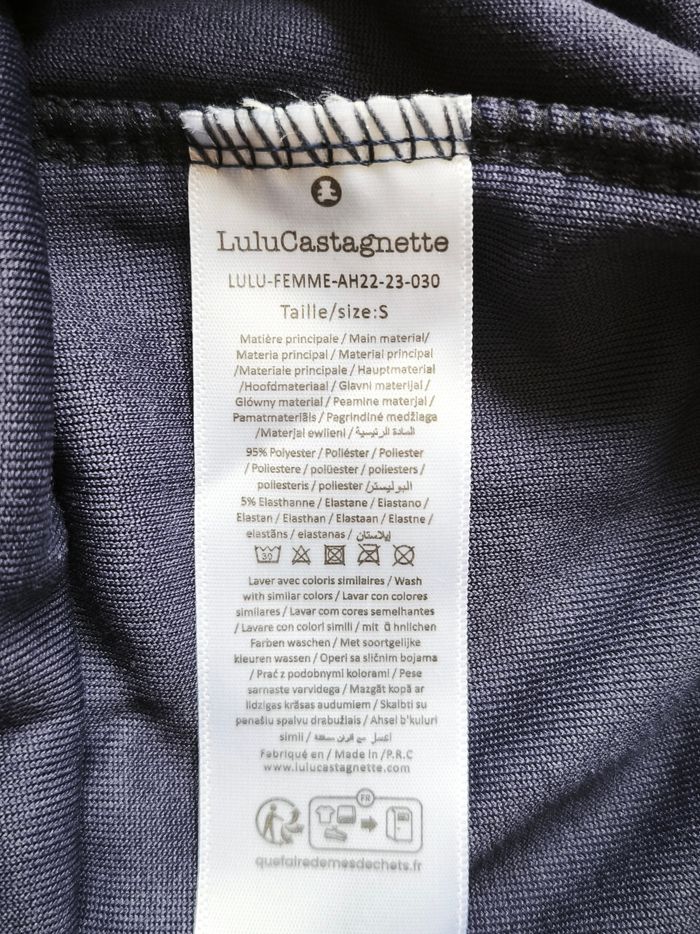 LuluCastagnette
LULU-FEMME-AH22-23-030
Taille/size:S
Matière principale / Main material/
Materia principal / Material principal
/Materiale principale / Hauptmaterial
/Hoofdmateriaal / Glavni materijal /
Główny material / Peamine materjal /
Pamatmateriāls / Pagrindinė medžiaga
/Materjal ewlieni / المادة الرئيسية
95% Polyester / Poliéster / Poliester
/ Poliestere / polüester / poliesters /
poliesteris / poliester / البوليستر
5% Elasthanne / Elastane / Elastano /
Elastan / Elasthan / Elastaan / Elastne /
elastāns / elastanas / إيلاستان
30
Laver avec coloris similaires / Wash
with similar colors / Lavar con colores
similares / Lavar com cores semelhantes
/ Lavare con colori simili / mit ä hnlichen
Farben waschen / Met soortgelijke
kleuren wassen / Operi sa sličnim bojama
/ Prać z podobnymi kolorami / Pese
sarnaste varvidega / Mazgāt kopā ar
līdzīgas krāsas audumiem / Skalbti su
panašiu spalvu drabužiais / Ahsel b'kuluri
simili / اغسل مع الوان مماثلة
Fabriqué en / Made in /P.R.C
www.lulucastagnette.com
FR
quefairedemesdechets.fr